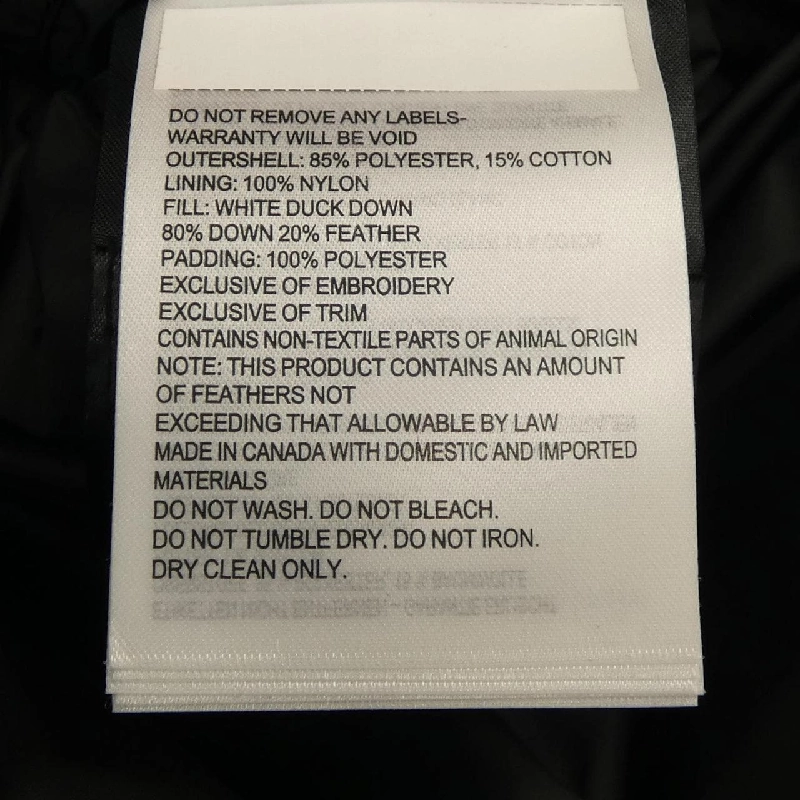 DO NOT REMOVE ANY LABELS-
WARRANTY WILL BE VOID
OUTERSHELL: 85% POLYESTER, 15% COTTON
LINING: 100% NYLON
FILL: WHITE DUCK DOWN
80% DOWN 20% FEATHER
PADDING: 100% POLYESTER
EXCLUSIVE OF EMBROIDERY
EXCLUSIVE OF TRIM
CONTAINS NON-TEXTILE PARTS OF ANIMAL ORIGIN
NOTE: THIS PRODUCT CONTAINS AN AMOUNT
OF FEATHERS NOT
EXCEEDING THAT ALLOWABLE BY LAW
MADE IN CANADA WITH DOMESTIC AND IMPORTED
MATERIALS
DO NOT WASH. DO NOT BLEACH.
DO NOT TUMBLE DRY. DO NOT IRON.
DRY CLEAN ONLY.